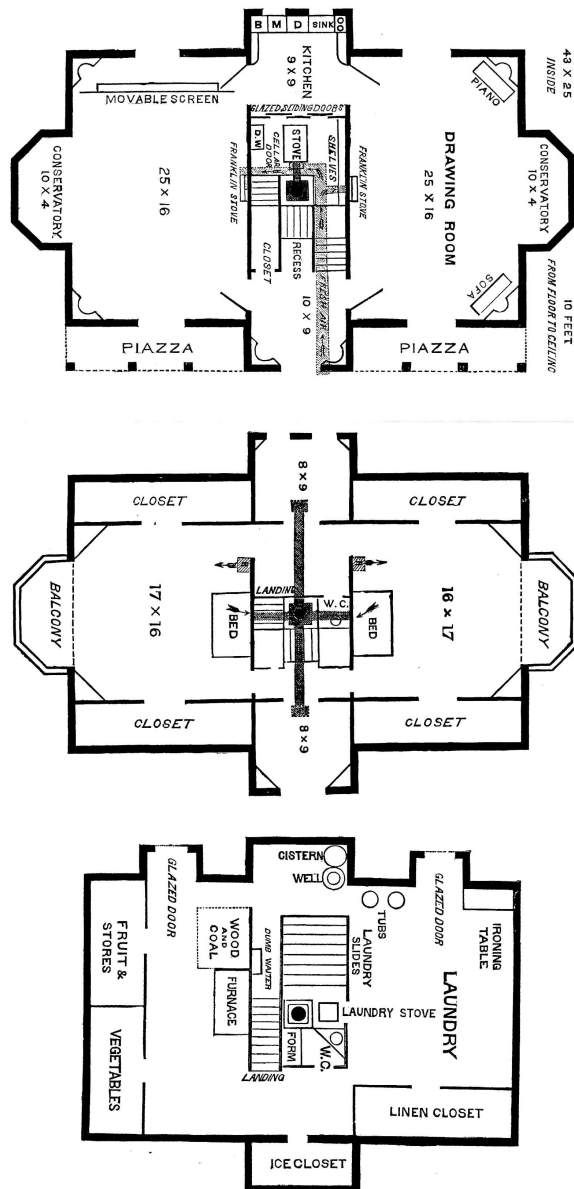 43 X 25
INSIDE
B M D SINK
KITCHEN
9 X 9
PIANO
MOVABLE SCREEN
GLAZED SLIDING DOORS
D.W
STOVE
SHELVES
CELLAR
DOOR
FRANKLIN STOVE
FRANKLIN STOVE
CONSERVATORY
10 X 4
25 X 16
DRAWING ROOM
25 X 16
CONSERVATORY
10 X 4
CLOSET
RECESS
FRESH AIR
SOFA
10 X 9
10 FEET
FROM FLOOR TO CEILING
PIAZZA
PIAZZA
8 X 9
CLOSET
CLOSET
BALCONY
17 X 16
LANDING
W.C.
BED
BED
16 X 17
BALCONY
CLOSET
CLOSET
8 X 9
CISTERN
WELL
GLAZED DOOR
GLAZED DOOR
TUBS
IRONING
TABLE
FRUIT &
STORES
WOOD
AND
COAL
DUMB WAITER
LAUNDRY
SLIDES
LAUNDRY
FURNACE
LAUNDRY STOVE
VEGETABLES
FORM
W.C.
LANDING
LINEN CLOSET
ICE CLOSET